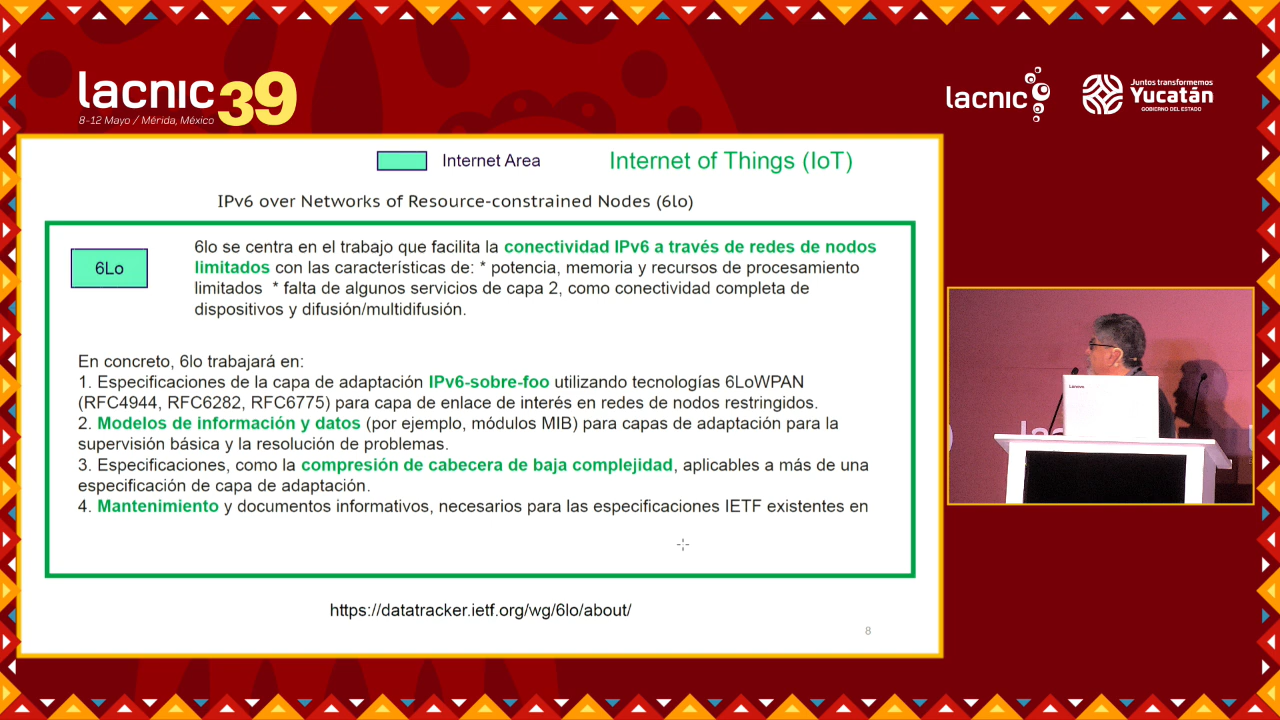 lacnic 39
8-12 Mayo / Mérida, México
lacnic
Juntos transformemos
Yucatán
GOBIERNO DEL ESTADO
Internet Area
Internet of Things (IoT)
IPv6 over Networks of Resource-constrained Nodes (6lo)
6Lo
6lo se centra en el trabajo que facilita la conectividad IPv6 a través de redes de nodos
limitados con las características de: * potencia, memoria y recursos de procesamiento
limitados * falta de algunos servicios de capa 2, como conectividad completa de
dispositivos y difusión/multidifusión.
En concreto, 6lo trabajará en:
1. Especificaciones de la capa de adaptación IPv6-sobre-foo utilizando tecnologías 6LoWPAN
(RFC4944, RFC6282, RFC6775) para capa de enlace de interés en redes de nodos restringidos.
2. Modelos de información y datos (por ejemplo, módulos MIB) para capas de adaptación para la
supervisión básica y la resolución de problemas.
3. Especificaciones, como la compresión de cabecera de baja complejidad, aplicables a más de una
especificación de capa de adaptación.
4. Mantenimiento y documentos informativos, necesarios para las especificaciones IETF existentes en
https://datatracker.ietf.org/wg/6lo/about/
8
Lenovo